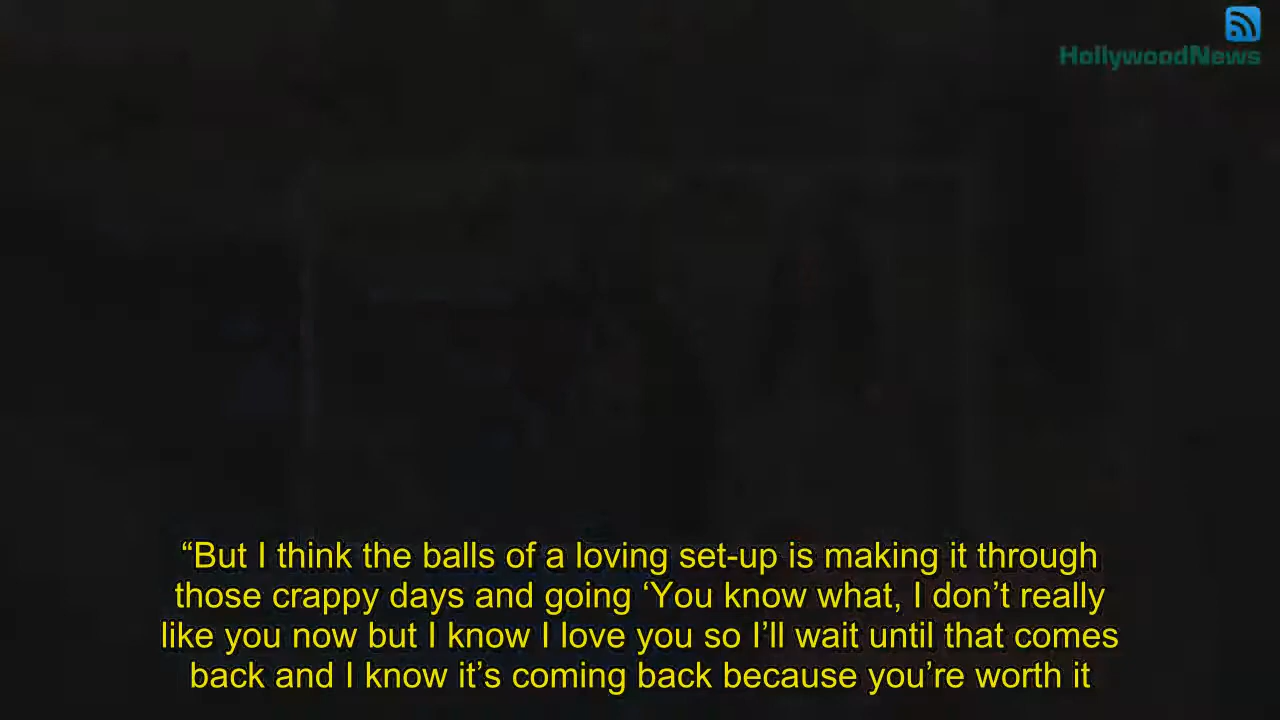 HollywoodNews
“But I think the balls of a loving set-up is making it through
those crappy days and going ‘You know what, I don’t really
like you now but I know I love you so I’ll wait until that comes
back and I know it’s coming back because you’re worth it